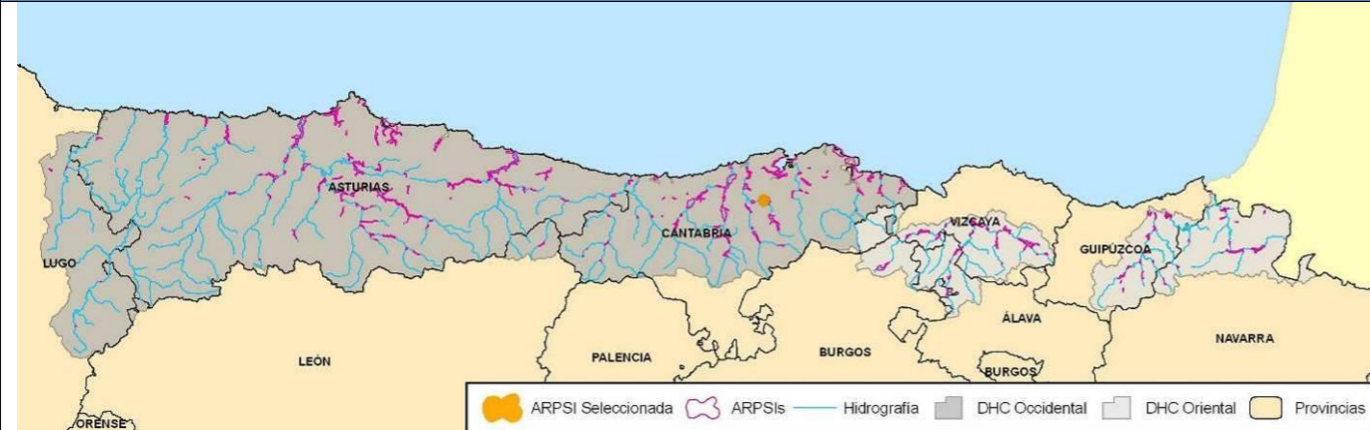 ASTURIAS
CANTABRIA
VIZCAYA
GUIPÚZCOA
LUGO
ÁLAVA
NAVARRA
LEÓN
PALENCIA
BURGOS
BURGOS
ORENSE
ARPSI Seleccionada ARPSIs Hidrografía DHC Occidental DHC Oriental Provincias